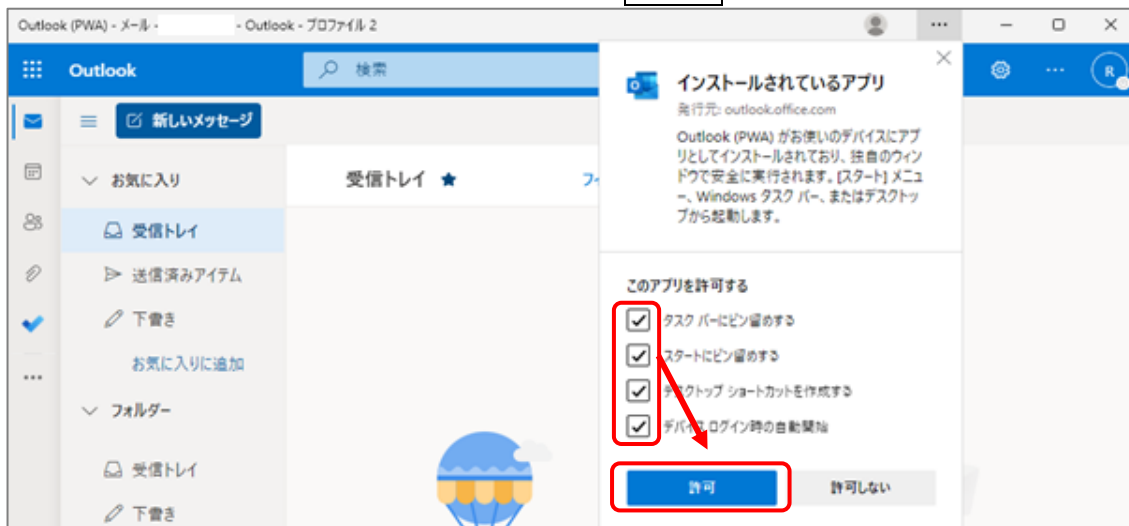 Outlook (PWA) - メール - - Outlook - プロファイル 2
Outlook
検索
R
新しいメッセージ
お気に入り
受信トレイ
送信済みアイテム
下書き
お気に入りに追加
フォルダー
受信トレイ
下書き
受信トレイ
フィ
インストールされているアプリ
発行元: outlook.office.com
Outlook (PWA) がお使いのデバイスにアプ
リとしてインストールされており、独自のウィン
ドウで安全に実行されます。[スタート] メニュ
ー、Windows タスク バー、またはデスクトッ
プから起動します。
このアプリを許可する
タスク バーにピン留めする
スタートにピン留めする
デスクトップ ショートカットを作成する
デバイス ログイン時の自動開始
許可
許可しない